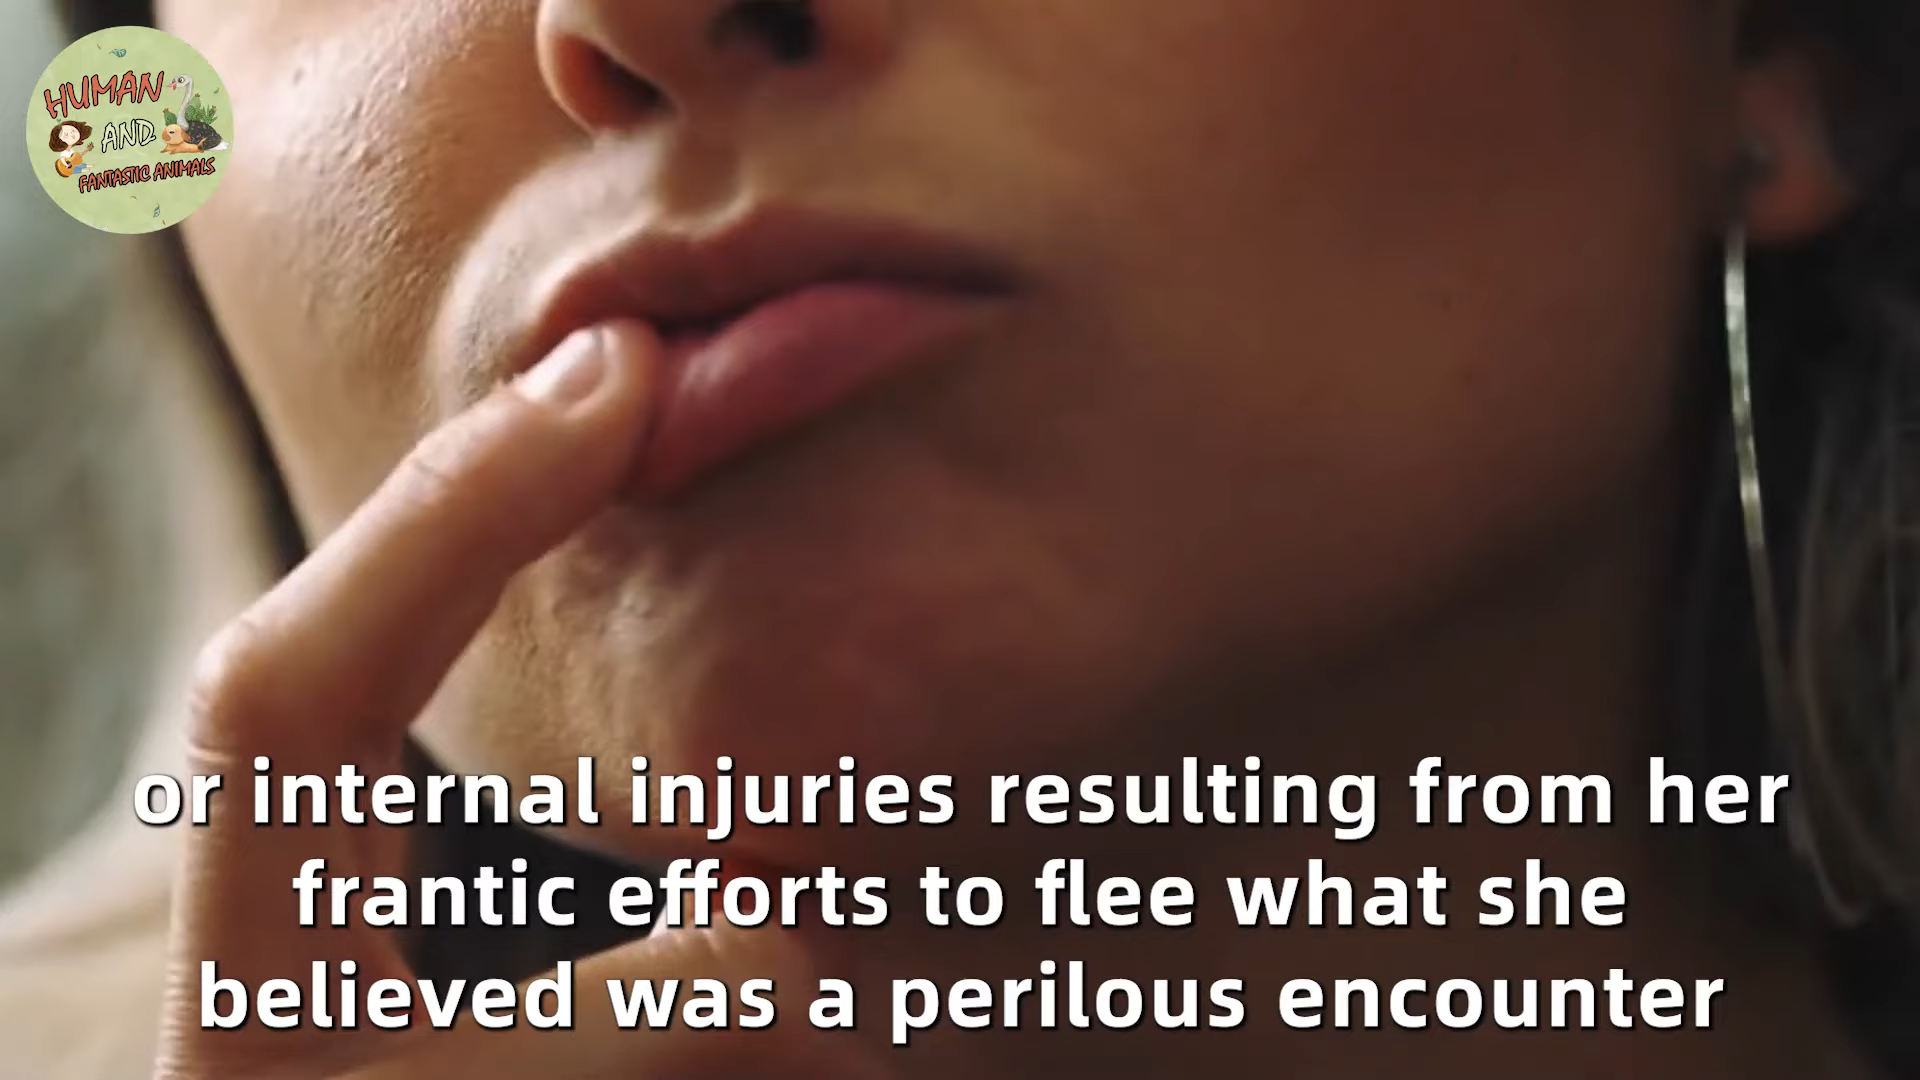 HUMAN
AND
FANTASTIC ANIMALS
or internal injuries resulting from her
frantic efforts to flee what she
believed was a perilous encounter